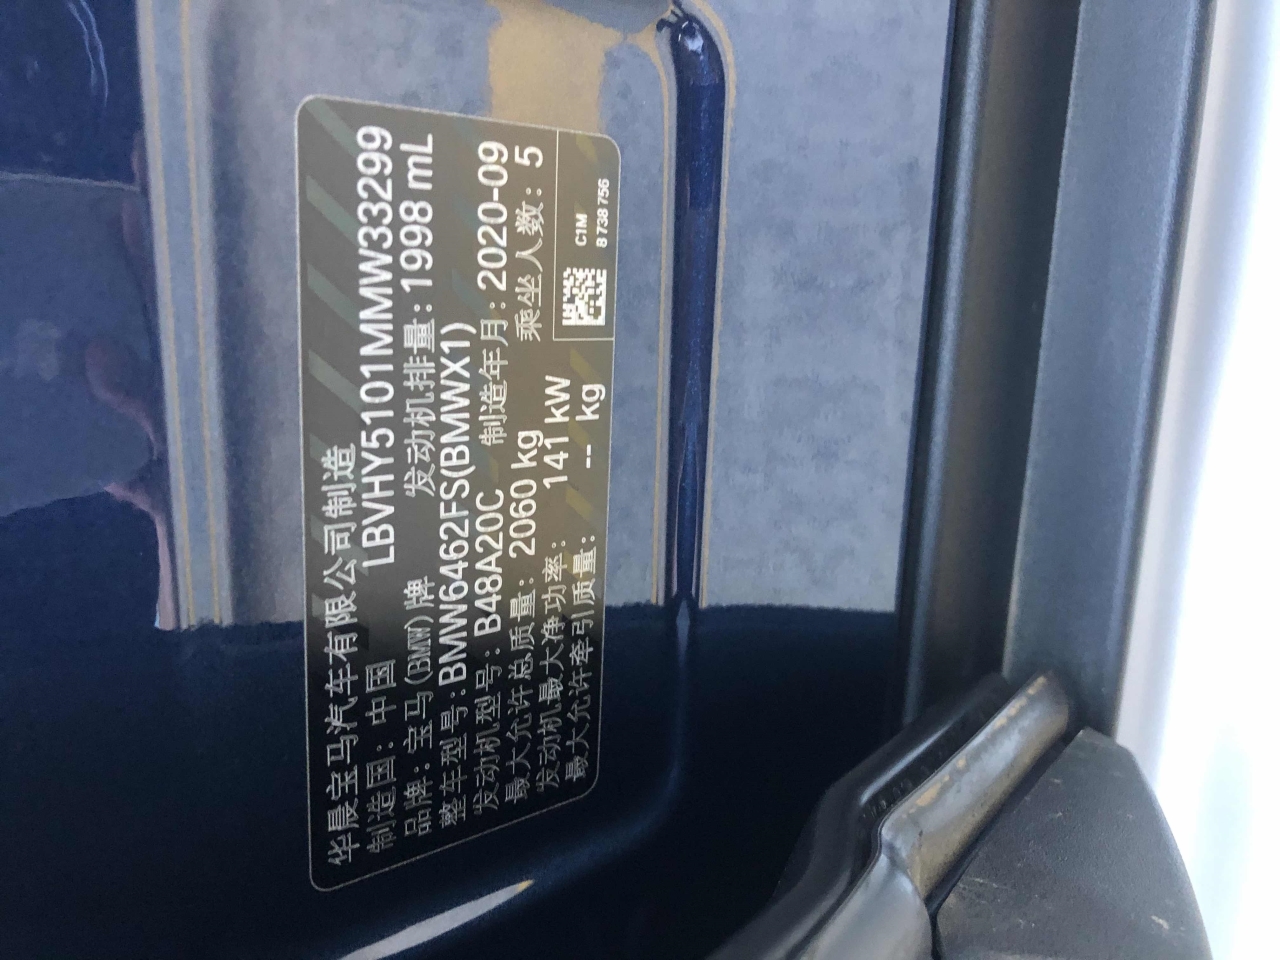 华晨宝马汽车有限公司制造
制造国：中国 LBVHY5101MMW33299
品牌：宝马(BMW)牌 发动机排量：1998 mL
整车型号：BMW6462FS(BMWX1)
发动机型号：B48A20C 制造年月：2020-09
最大允许总质量：2060 kg 乘坐人数：5
发动机最大净功率：141 kW
最大允许牵引质量：-- kg
C1M
8 738 756